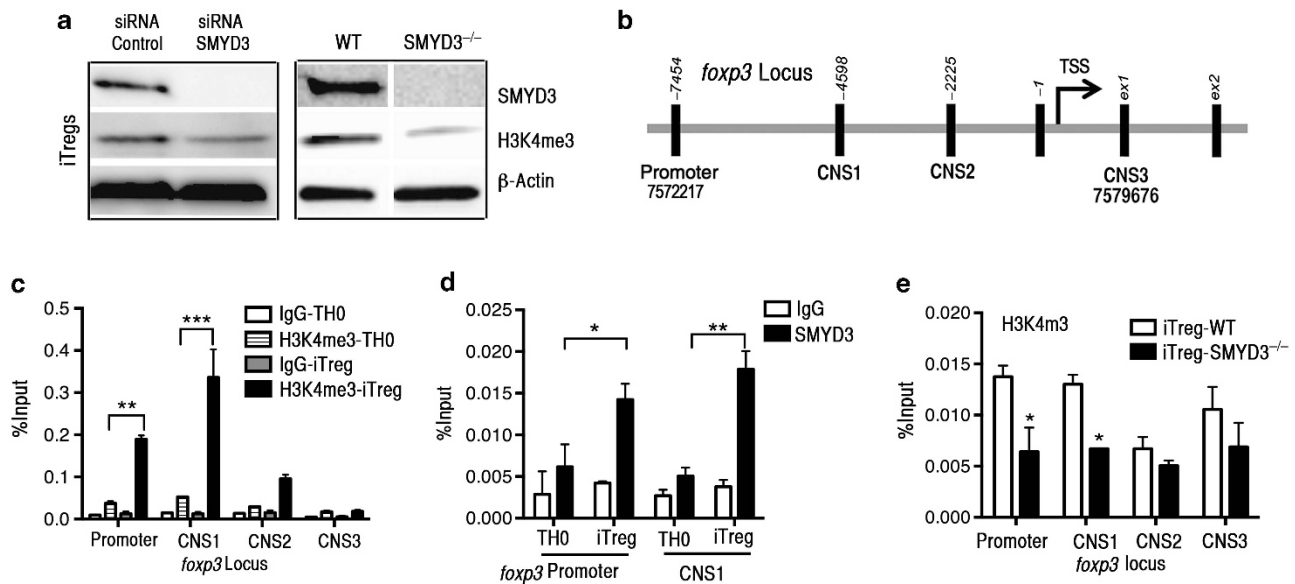 a
siRNA Control
siRNA SMYD3
WT
SMYD3–/–
iTregs
SMYD3
H3K4me3
β-Actin
b
foxp3 Locus
–7454
–4598
–2225
–1
TSS
ex1
ex2
Promoter
7572217
CNS1
CNS2
CNS3
7579676
c
0.5
0.4
0.3
0.2
0.1
0.0
%Input
**
***
IgG-TH0
H3K4me3-TH0
IgG-iTreg
H3K4me3-iTreg
Promoter CNS1 CNS2 CNS3
foxp3 Locus
d
0.025
0.020
0.015
0.010
0.005
0.000
%Input
*
**
IgG
SMYD3
TH0 iTreg TH0 iTreg
foxp3 Promoter CNS1
e
0.020
0.015
0.010
0.005
0.000
%Input
H3K4m3
iTreg-WT
iTreg-SMYD3–/–
*
*
Promoter CNS1 CNS2 CNS3
foxp3 locus